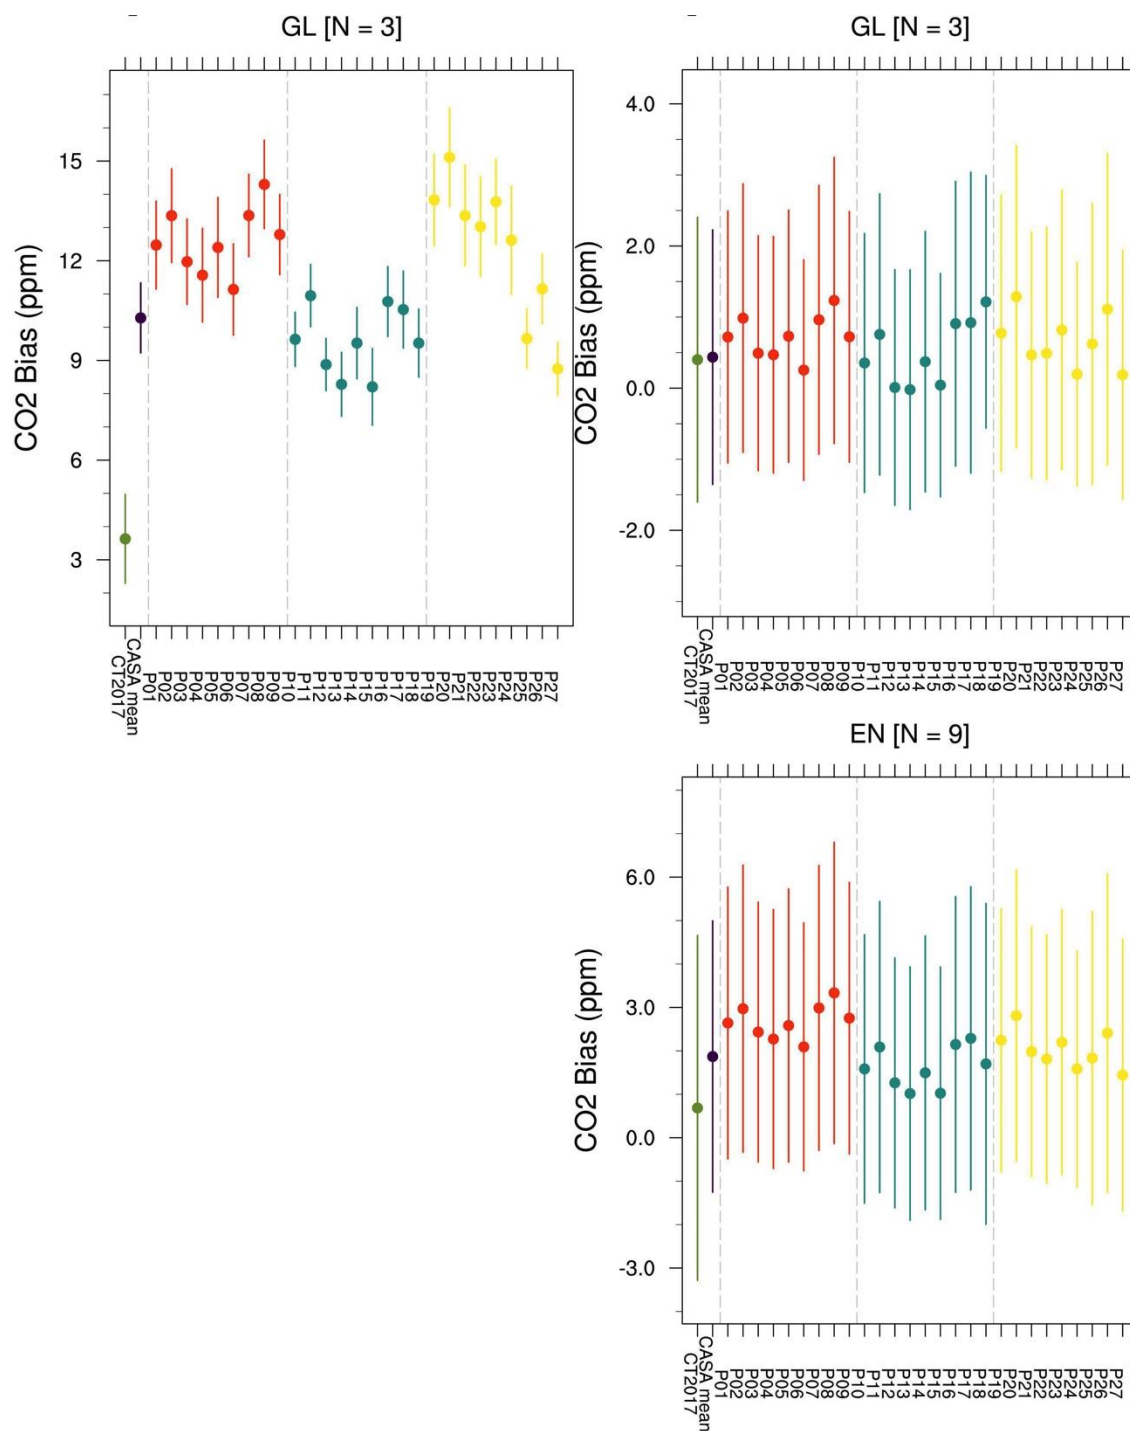 GL [N = 3]
CO2 Bias (ppm)
15
12
9
6
3
CT2017
CASA mean
P01
P02
P03
P04
P05
P06
P07
P08
P09
P10
P11
P12
P13
P14
P15
P16
P17
P18
P19
P20
P21
P22
P23
P24
P25
P26
P27
GL [N = 3]
CO2 Bias (ppm)
4.0
2.0
0.0
-2.0
CT2017
CASA mean
P01
P02
P03
P04
P05
P06
P07
P08
P09
P10
P11
P12
P13
P14
P15
P16
P17
P18
P19
P20
P21
P22
P23
P24
P25
P26
P27
EN [N = 9]
CO2 Bias (ppm)
6.0
3.0
0.0
-3.0
CT2017
CASA mean
P01
P02
P03
P04
P05
P06
P07
P08
P09
P10
P11
P12
P13
P14
P15
P16
P17
P18
P19
P20
P21
P22
P23
P24
P25
P26
P27